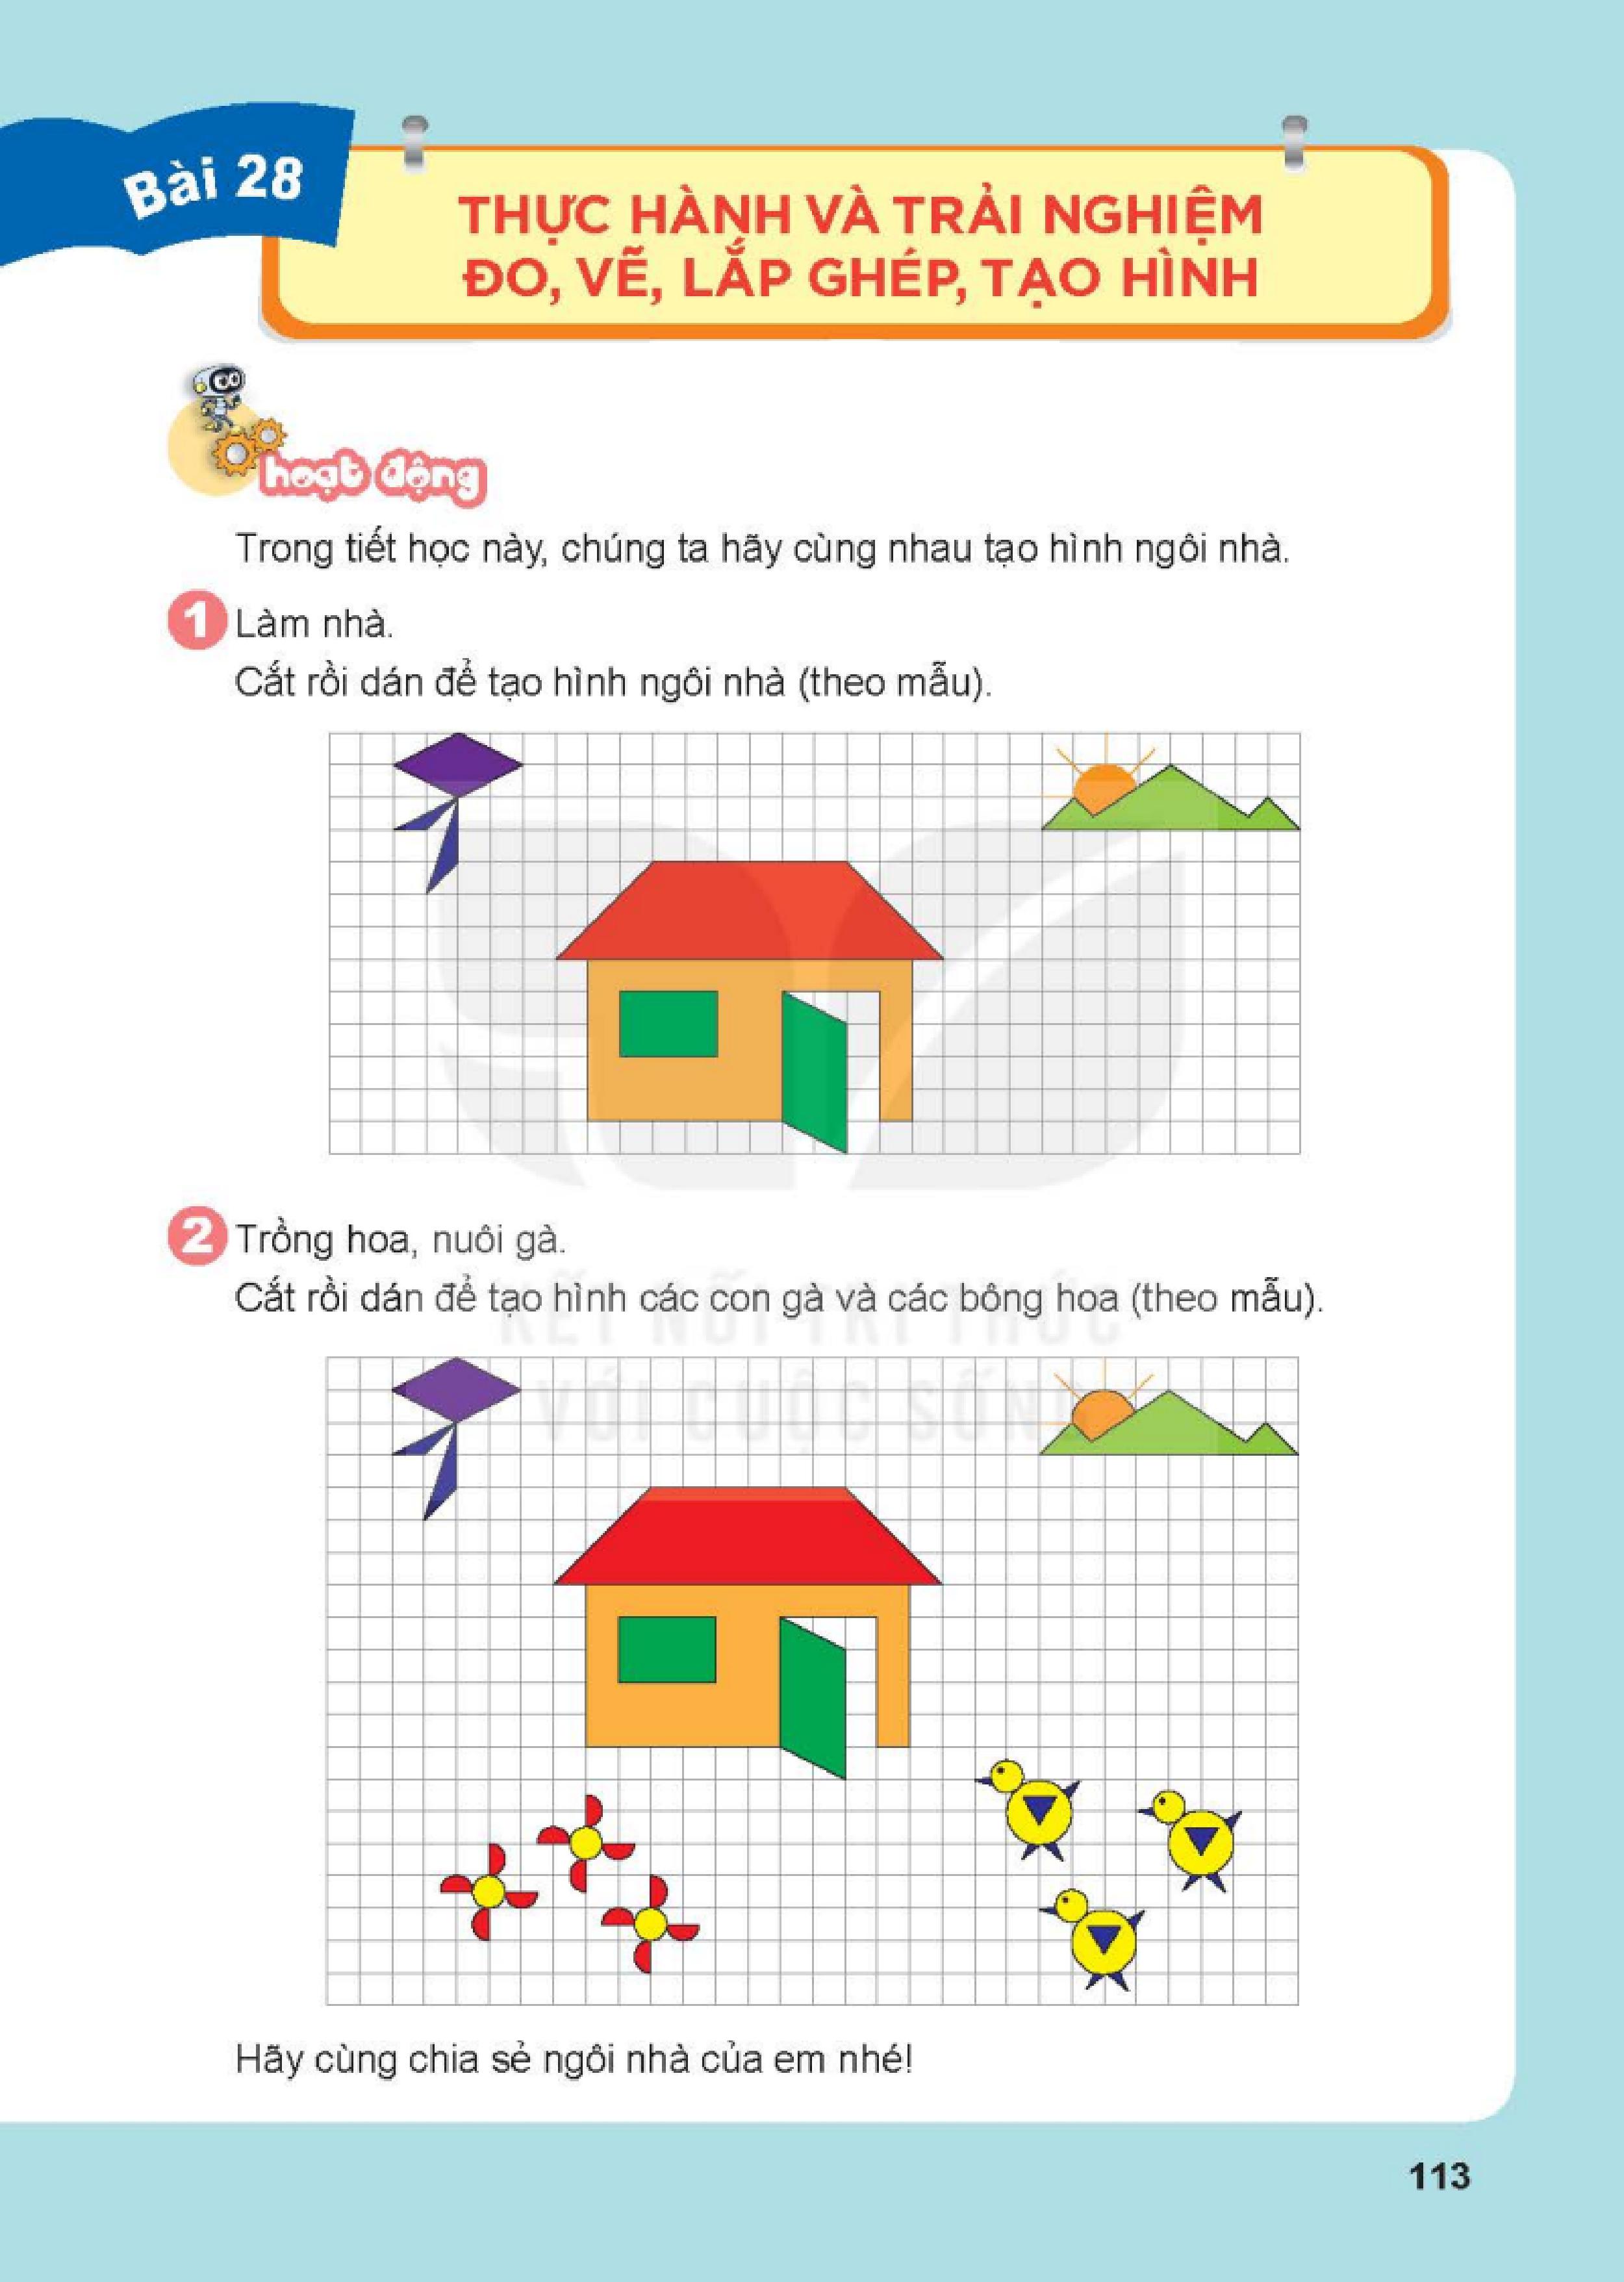 Bài 28
THỰC HÀNH VÀ TRẢI NGHIỆM
ĐO, VẼ, LẮP GHÉP, TẠO HÌNH
hoạt động
Trong tiết học này, chúng ta hãy cùng nhau tạo hình ngôi nhà.
1 Làm nhà.
Cắt rồi dán để tạo hình ngôi nhà (theo mẫu).
2 Trồng hoa, nuôi gà.
Cắt rồi dán để tạo hình các con gà và các bông hoa (theo mẫu).
KẾT NỐI TRI THỨC
VỚI CUỘC SỐNG
Hãy cùng chia sẻ ngôi nhà của em nhé!
113